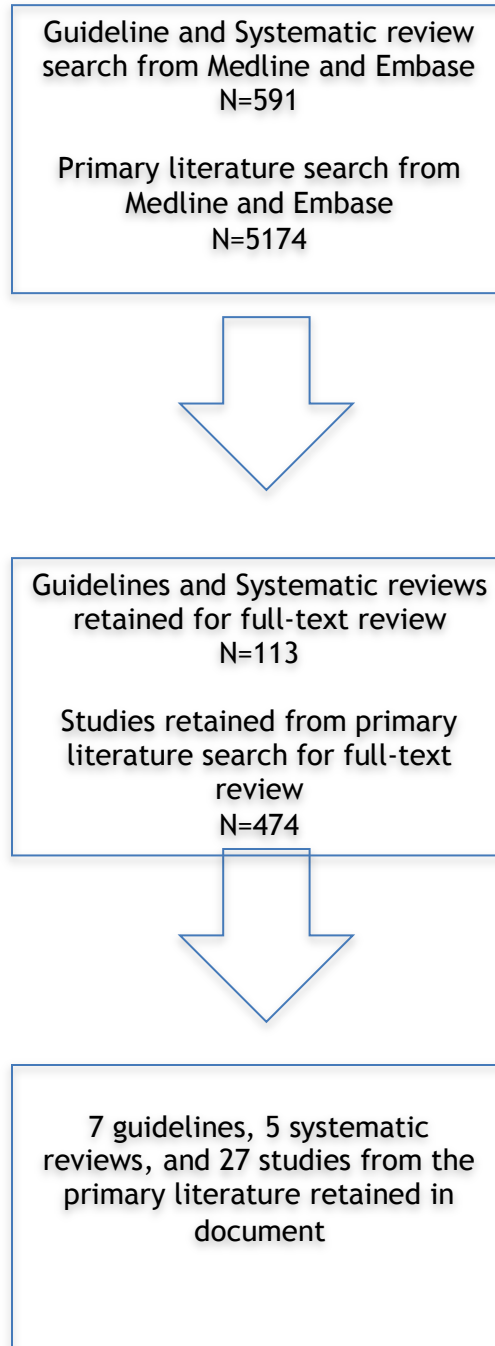 Guideline and Systematic review
search from Medline and Embase
N=591
Primary literature search from
Medline and Embase
N=5174
Guidelines and Systematic reviews
retained for full-text review
N=113
Studies retained from primary
literature search for full-text
review
N=474
7 guidelines, 5 systematic
reviews, and 27 studies from the
primary literature retained in
document